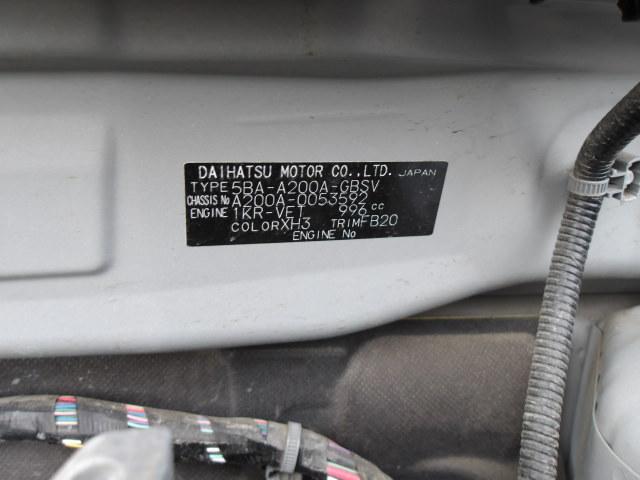 DAIHATSU MOTOR CO.,LTD. JAPAN
TYPE 5BA-A200A-GBSV
CHASSIS No A200A-0053592
ENGINE 1KR-VET 996 cc
COLOR XH3 TRIM FB20
ENGINE No